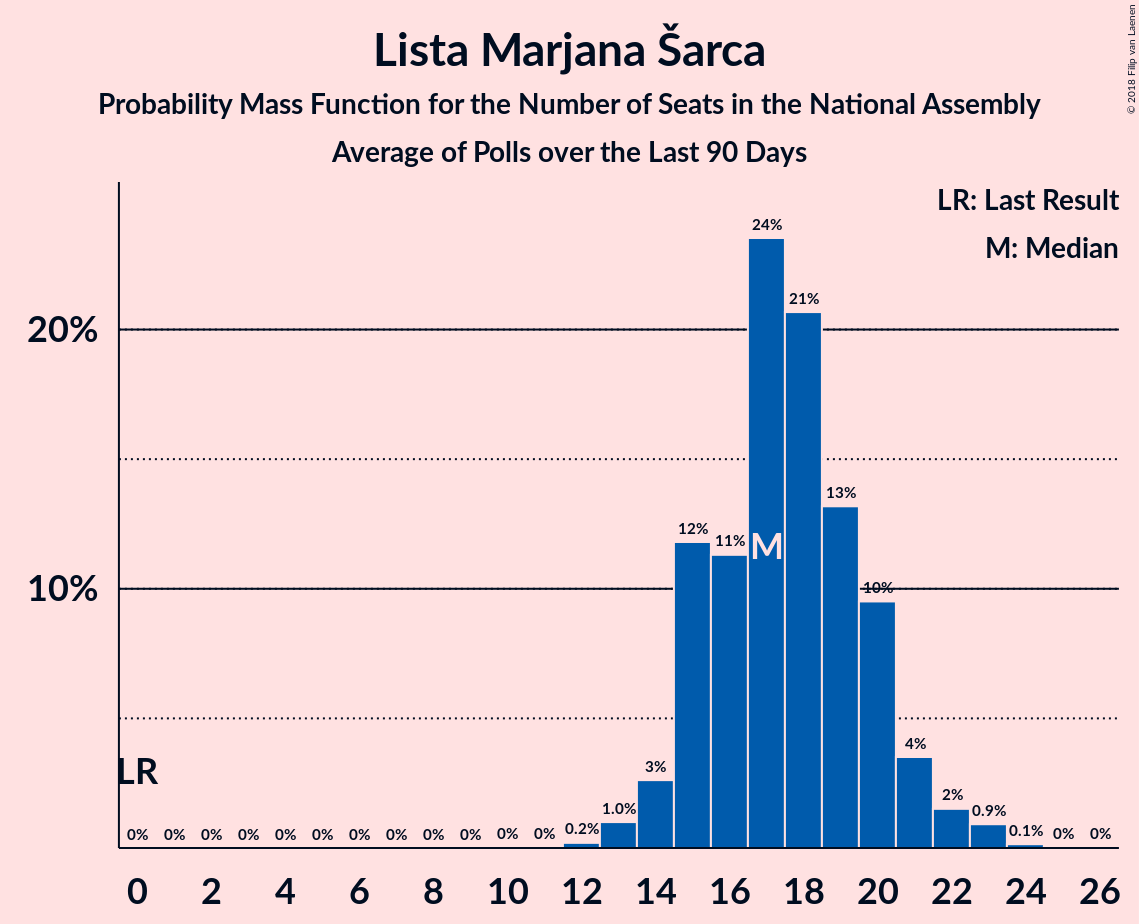 Lista Marjana Šarca
Probability Mass Function for the Number of Seats in the National Assembly
Average of Polls over the Last 90 Days
© 2018 Filip van Laenen
LR: Last Result
M: Median
20%
10%
24%
21%
13%
12%
11%
M
10%
4%
3%
2%
LR
0% 0% 0% 0% 0% 0% 0% 0% 0% 0% 0% 0% 0.2% 1.0% 0.9% 0.1% 0% 0%
0 2 4 6 8 10 12 14 16 18 20 22 24 26